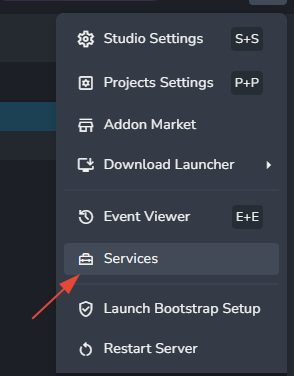 Studio Settings S+S
Projects Settings P+P
Addon Market
Download Launcher
Event Viewer E+E
Services
Launch Bootstrap Setup
Restart Server